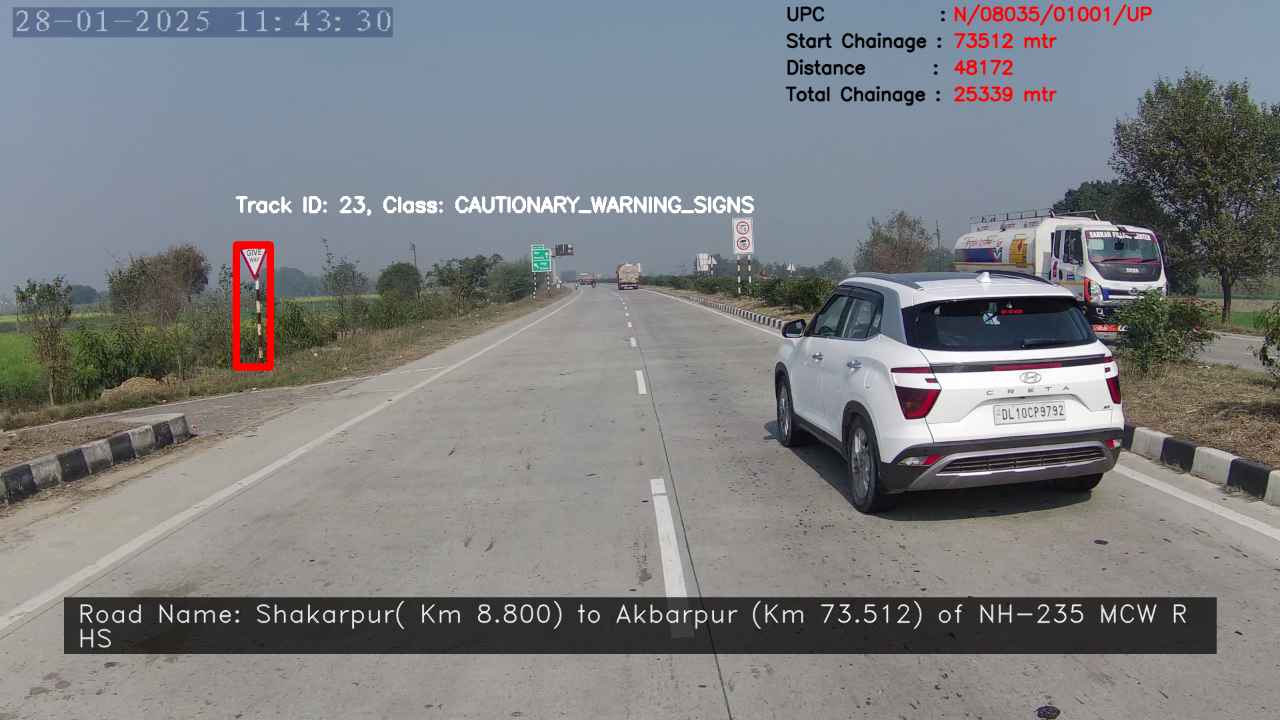 28-01-2025 11:43:30
UPC : N/08035/01001/UP
Start Chainage : 73512 mtr
Distance : 48172
Total Chainage : 25339 mtr
Track ID: 23, Class: CAUTIONARY_WARNING_SIGNS
GIVE
WAY
CRETA
DL10CP9792
Road Name: Shakarpur( Km 8.800) to Akbarpur (Km 73.512) of NH-235 MCW R
HS